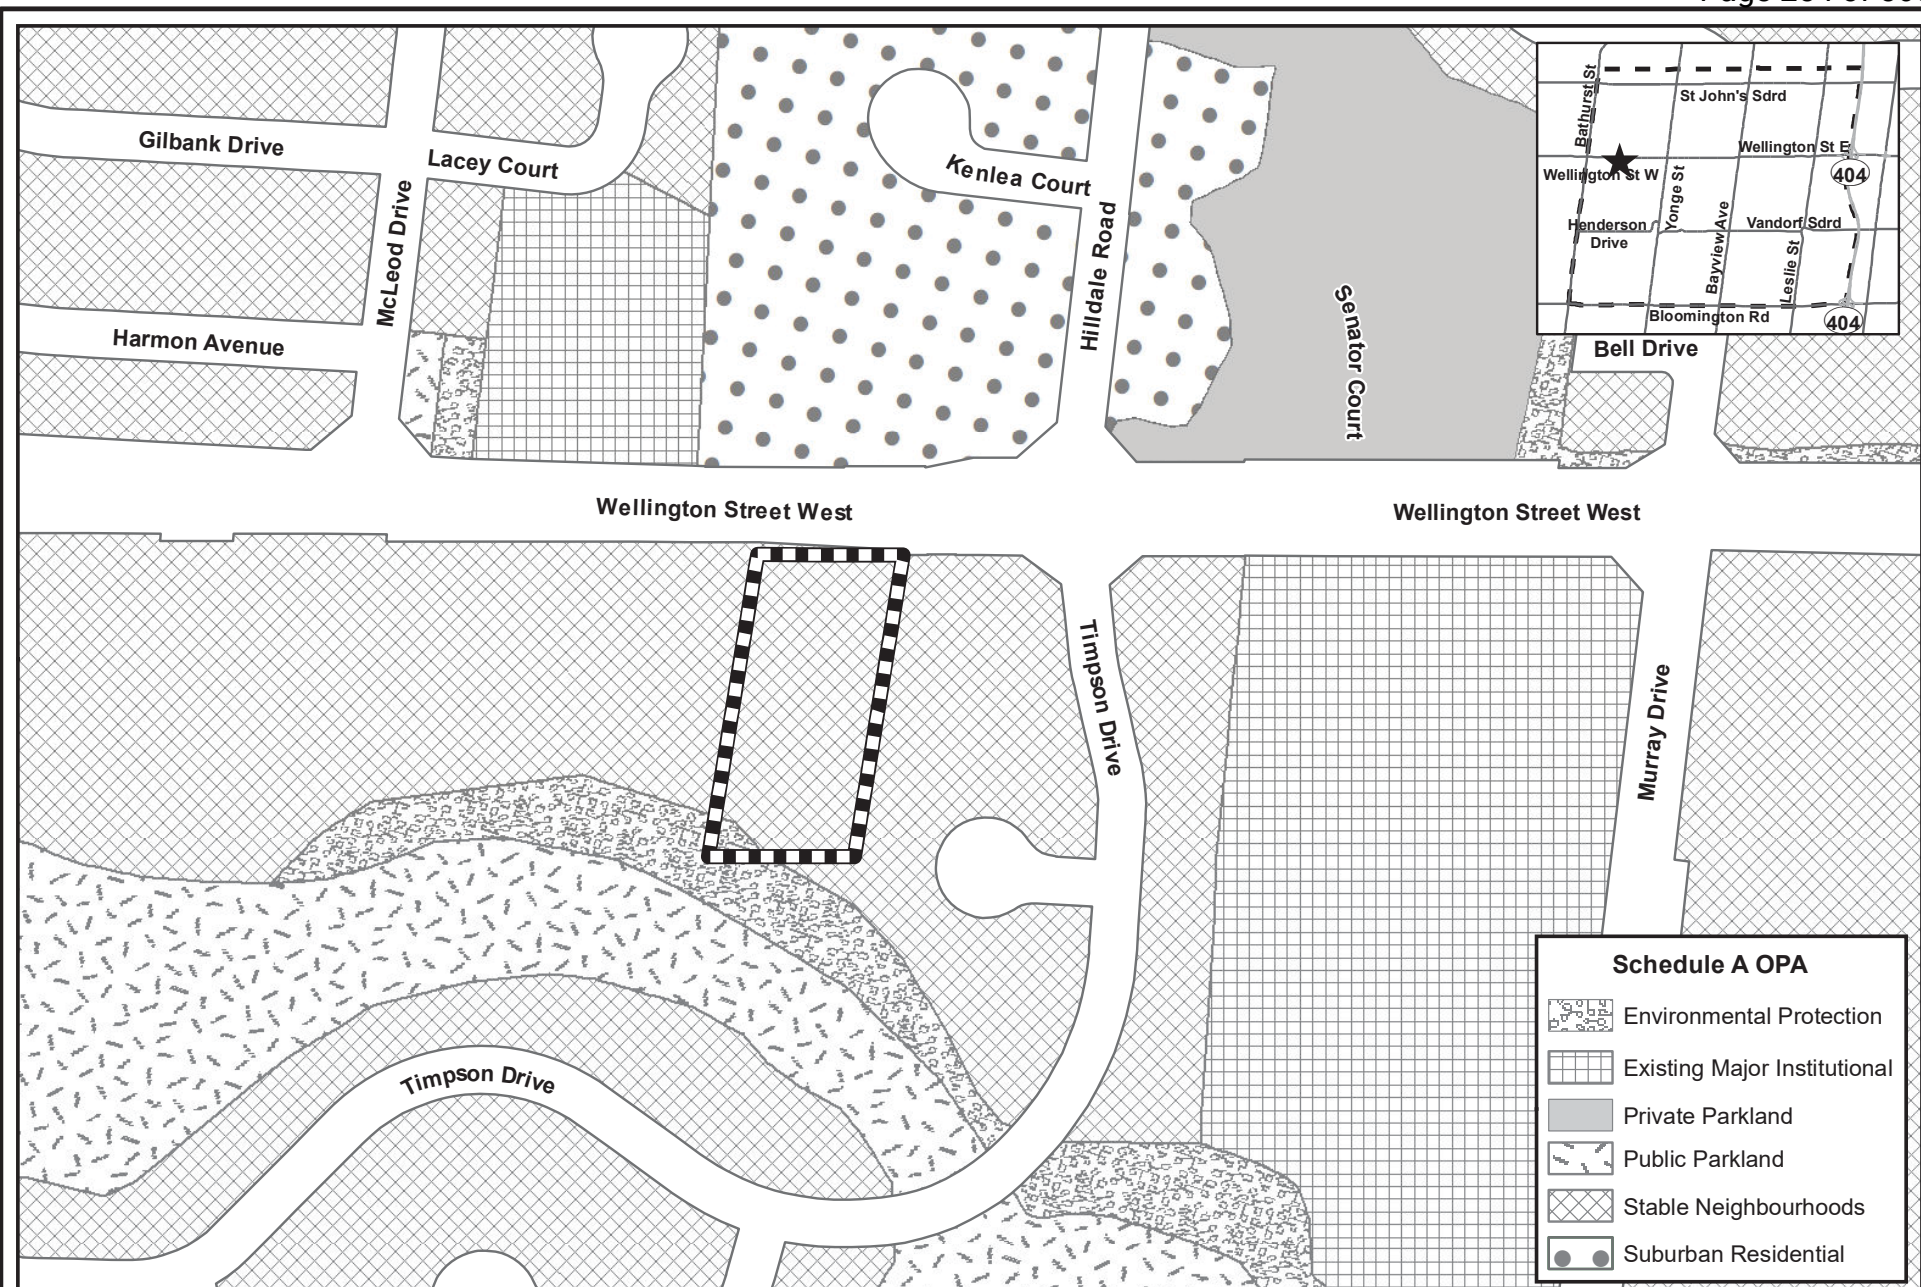 St John's Sdrd
Bathurst St
Wellington St E
Wellington St W
404
Yonge St
Henderson
Drive
Bayview Ave
Vandorf Sdrd
Leslie St
Bloomington Rd
404
Gilbank Drive
Lacey Court
Kenlea Court
McLeod Drive
Hilldale Road
Harmon Avenue
Senator Court
Bell Drive
Wellington Street West
Wellington Street West
Timpson Drive
Murray Drive
Timpson Drive
Schedule A OPA
Environmental Protection
Existing Major Institutional
Private Parkland
Public Parkland
Stable Neighbourhoods
Suburban Residential